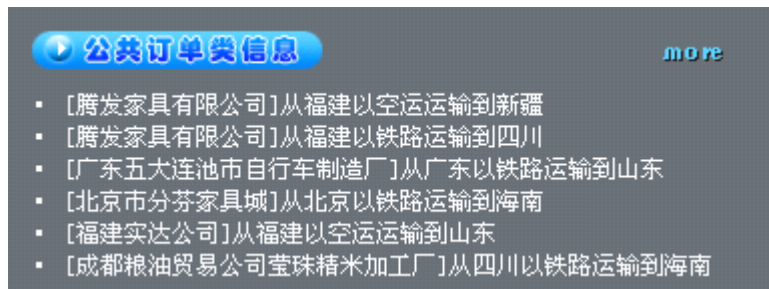 公共订单类信息
more
[腾发家具有限公司]从福建以空运运输到新疆
[腾发家具有限公司]从福建以铁路运输到四川
[广东五大连池市自行车制造厂]从广东以铁路运输到山东
[北京市分芬家具城]从北京以铁路运输到海南
[福建实达公司]从福建以空运运输到山东
[成都粮油贸易公司莹珠精米加工厂]从四川以铁路运输到海南